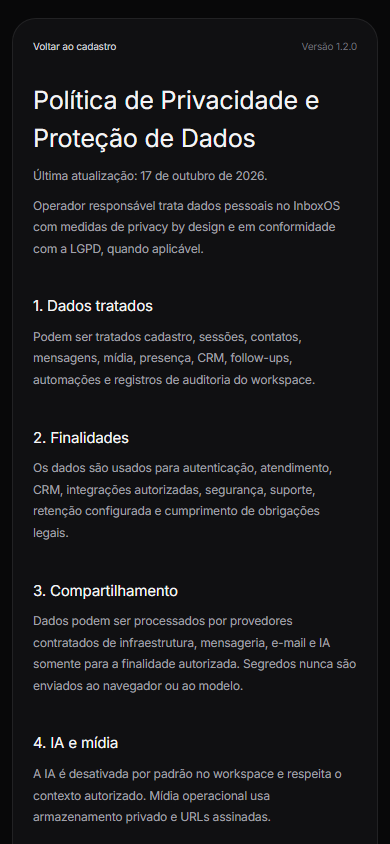 Voltar ao cadastro
Versão 1.2.0
Política de Privacidade e
Proteção de Dados
Última atualização: 17 de outubro de 2026.
Operador responsável trata dados pessoais no InboxOS
com medidas de privacy by design e em conformidade
com a LGPD, quando aplicável.
1. Dados tratados
Podem ser tratados cadastro, sessões, contatos,
mensagens, mídia, presença, CRM, follow-ups,
automações e registros de auditoria do workspace.
2. Finalidades
Os dados são usados para autenticação, atendimento,
CRM, integrações autorizadas, segurança, suporte,
retenção configurada e cumprimento de obrigações
legais.
3. Compartilhamento
Dados podem ser processados por provedores
contratados de infraestrutura, mensageria, e-mail e IA
somente para a finalidade autorizada. Segredos nunca são
enviados ao navegador ou ao modelo.
4. IA e mídia
A IA é desativada por padrão no workspace e respeita o
contexto autorizado. Mídia operacional usa
armazenamento privado e URLs assinadas.